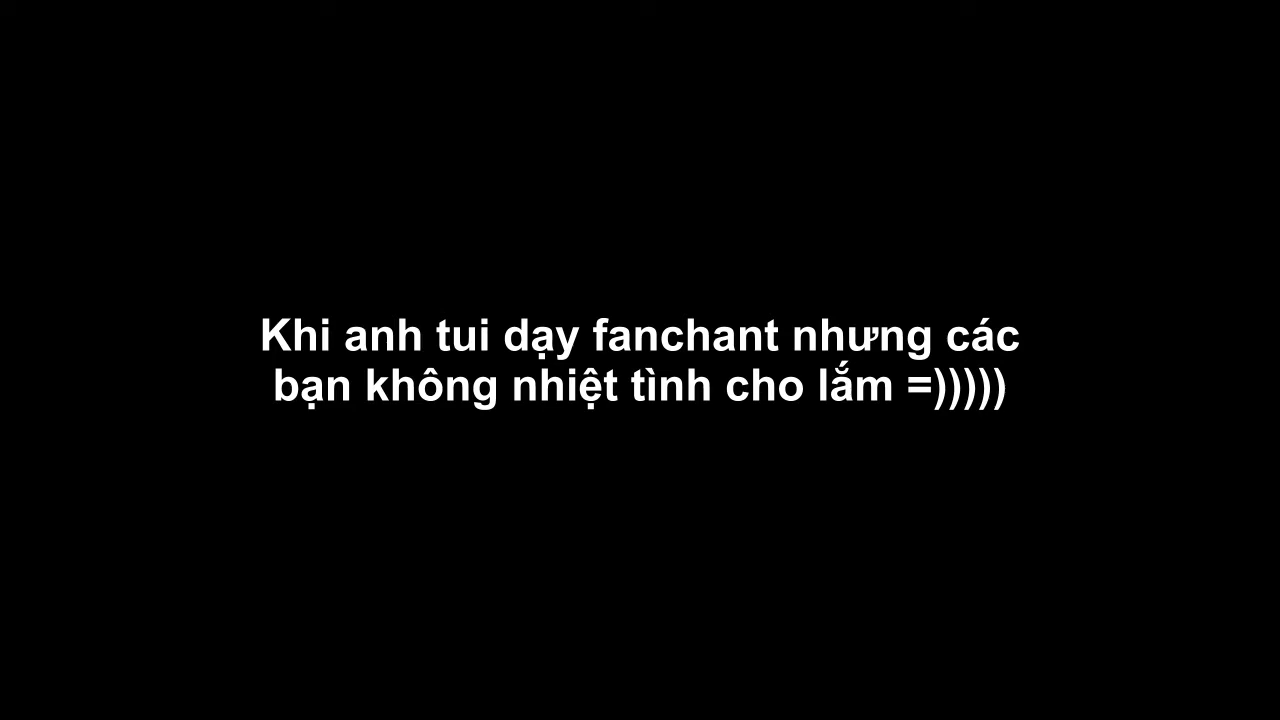 Khi anh tui dạy fanchant nhưng các
bạn không nhiệt tình cho lắm =)))))